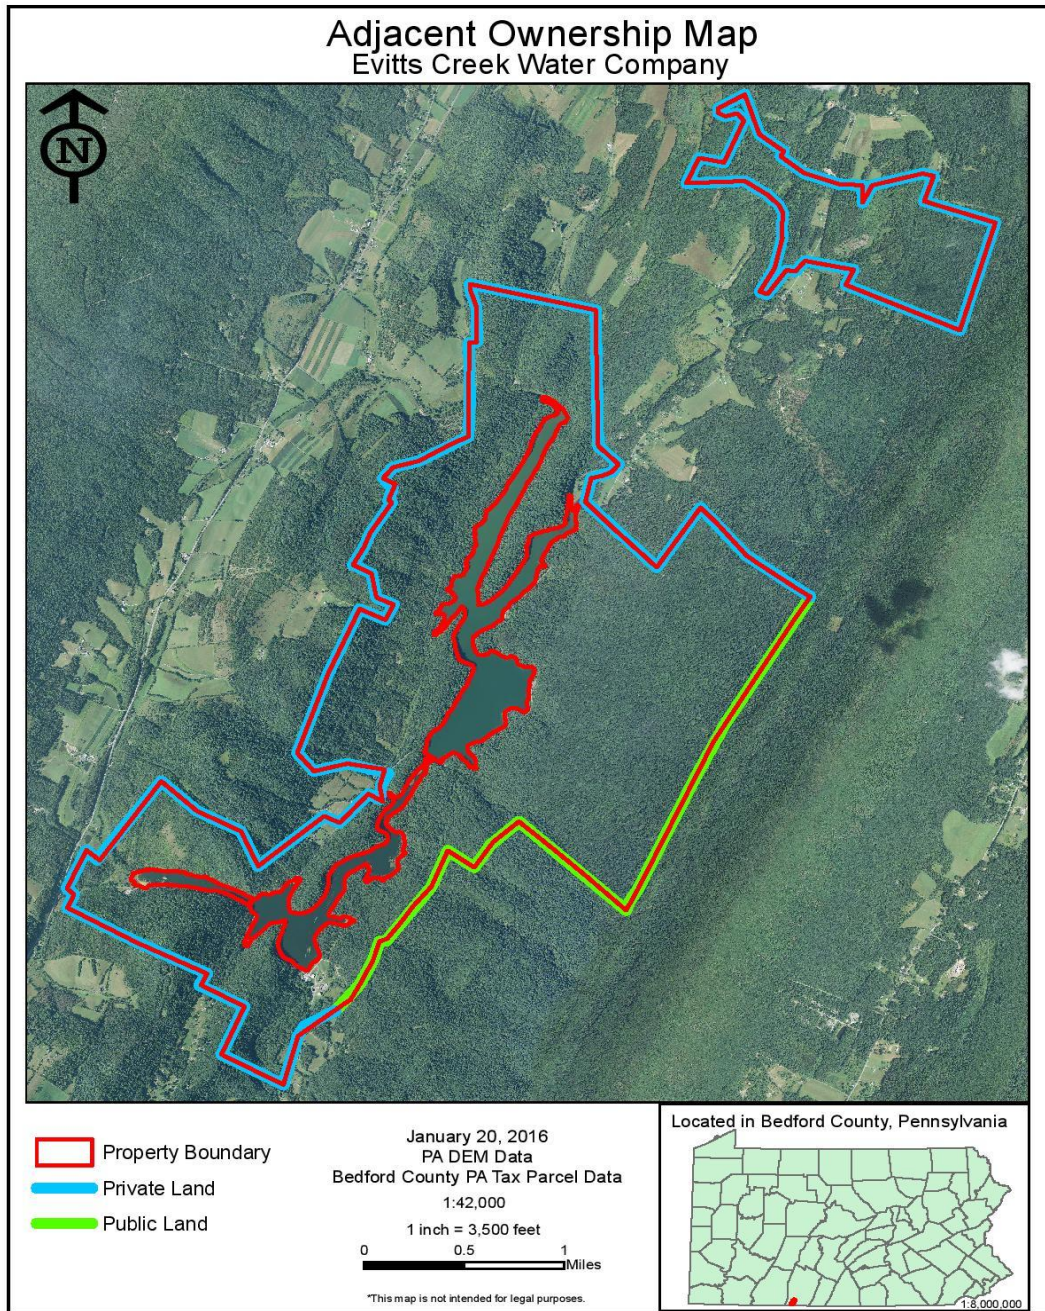 Adjacent Ownership Map
Evitts Creek Water Company
N
Property Boundary
Private Land
Public Land
January 20, 2016
PA DEM Data
Bedford County PA Tax Parcel Data
1:42,000
1 inch = 3,500 feet
0 0.5 1
Miles
*This map is not intended for legal purposes.
Located in Bedford County, Pennsylvania
1:8,000,000